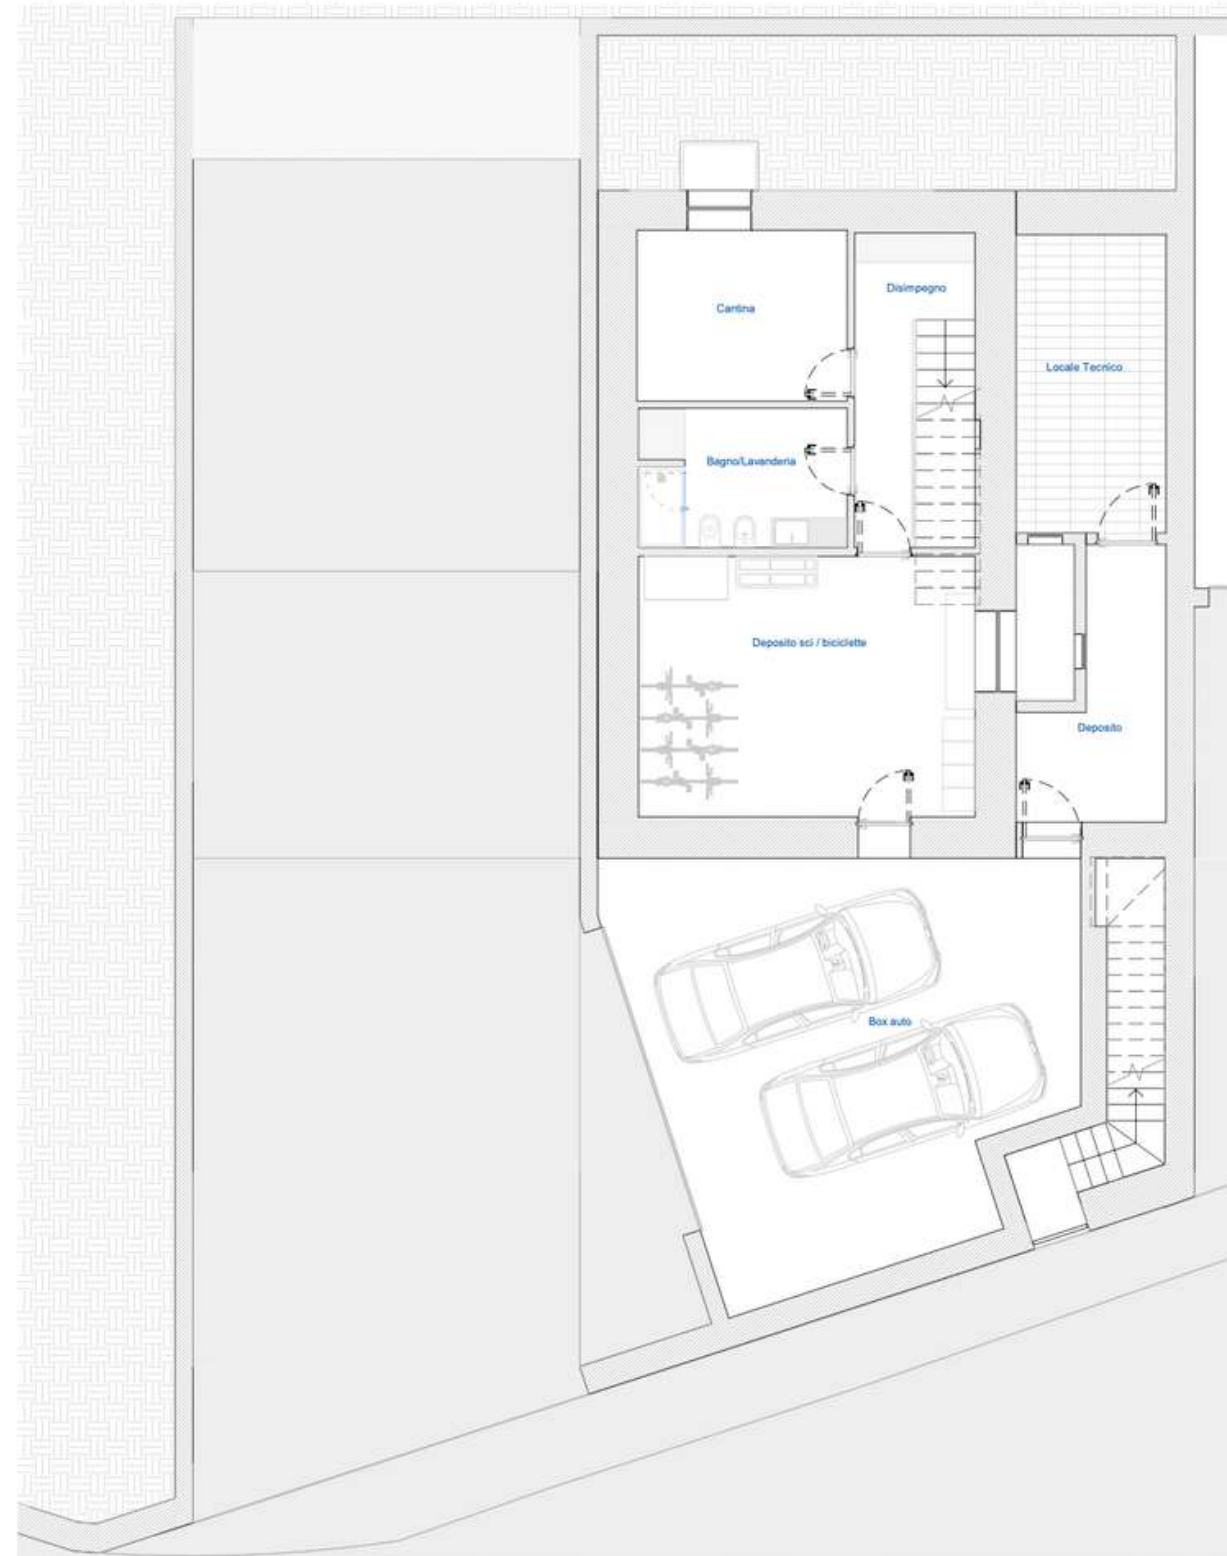 Disimpegno
Cantina
Locale Tecnico
Bagno/Lavanderia
Deposito sci / biciclette
Deposito
Box auto